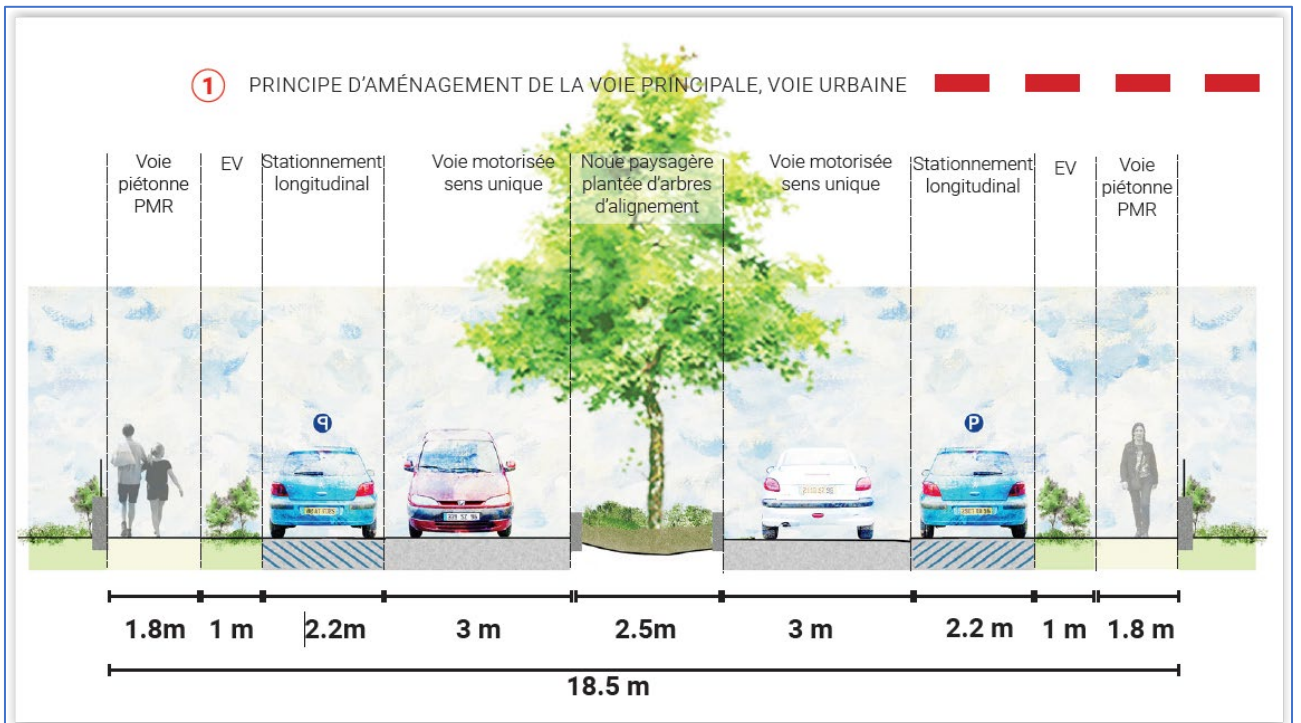 1 PRINCIPE D'AMÉNAGEMENT DE LA VOIE PRINCIPALE, VOIE URBAINE
Voie
piétonne
PMR
EV
Stationnement
longitudinal
Voie motorisée
sens unique
Noue paysagère
plantée d'arbres
d'alignement
Voie motorisée
sens unique
Stationnement
longitudinal
EV
Voie
piétonne
PMR
P
P
1.8m 1 m 2.2m 3 m 2.5m 3 m 2.2 m 1 m 1.8 m
18.5 m